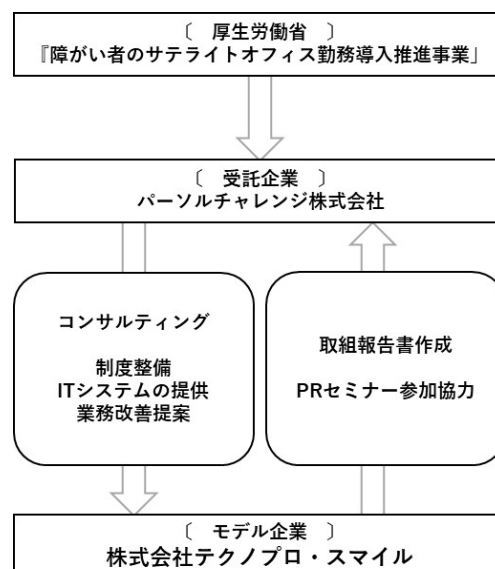 〔　厚生労働省　〕
『障がい者のサテライトオフィス勤務導入推進事業」
〔　受託企業　〕
パーソルチャレンジ株式会社
コンサルティング
制度整備
ITシステムの提供
業務改善提案
取組報告書作成
PRセミナー参加協力
〔　モデル企業　〕
株式会社テクノプロ・スマイル